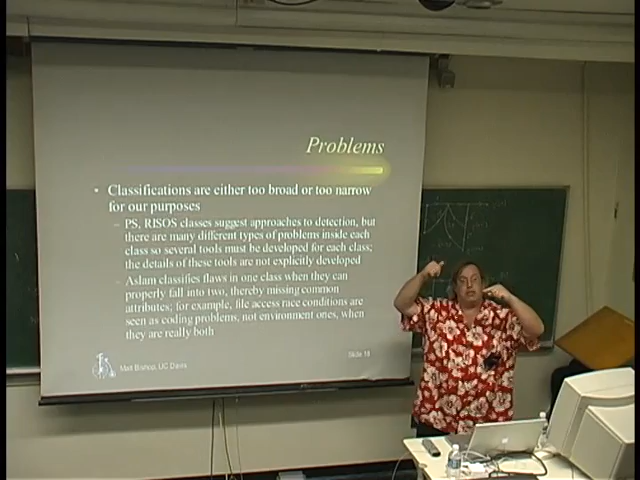 Problems
• Classifications are either too broad or too narrow
for our purposes
– PS, RISOS classes suggest approaches to detection, but
there are many different types of problems inside each
class so several tools must be developed for each class;
the details of these tools are not explicitly developed
– Aslam classifies flaws in one class when they can
properly fall into two, thereby missing common
attributes; for example, file access race conditions are
seen as coding problems, not environment ones, when
they are really both
Matt Bishop, UC Davis
Slide 18